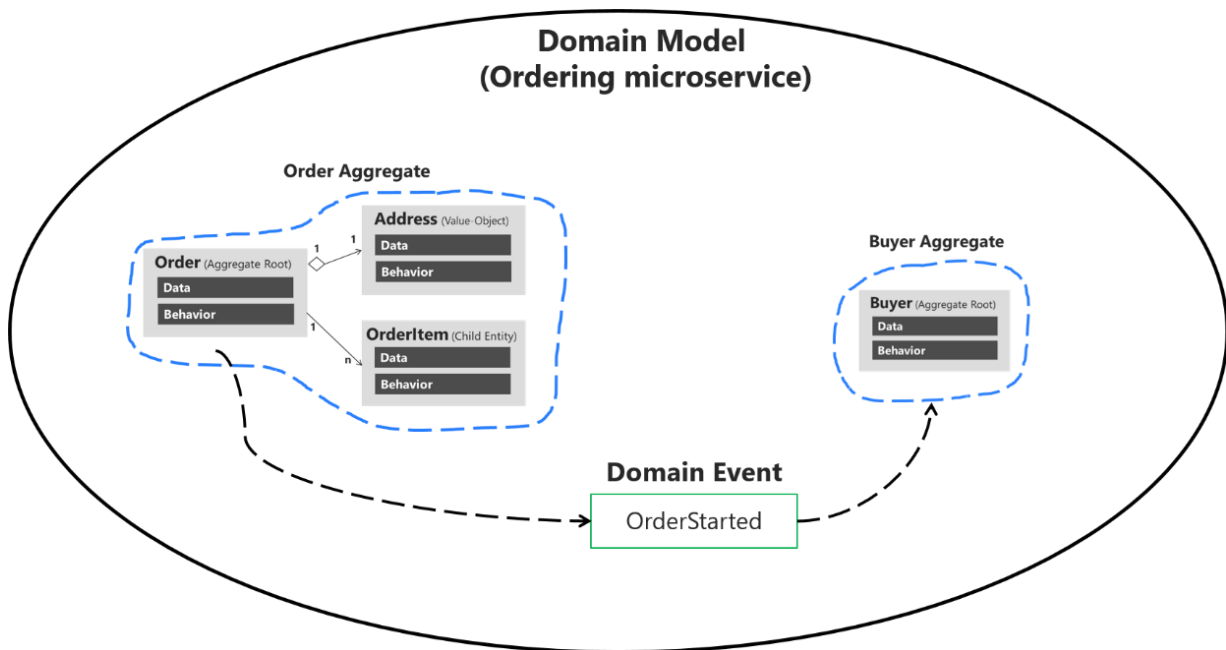 Domain Model
(Ordering microservice)
Order Aggregate
Address (Value-Object)
Data
Behavior
1
1
Order (Aggregate Root)
Data
Behavior
1
n
OrderItem (Child Entity)
Data
Behavior
Buyer Aggregate
Buyer (Aggregate Root)
Data
Behavior
Domain Event
OrderStarted